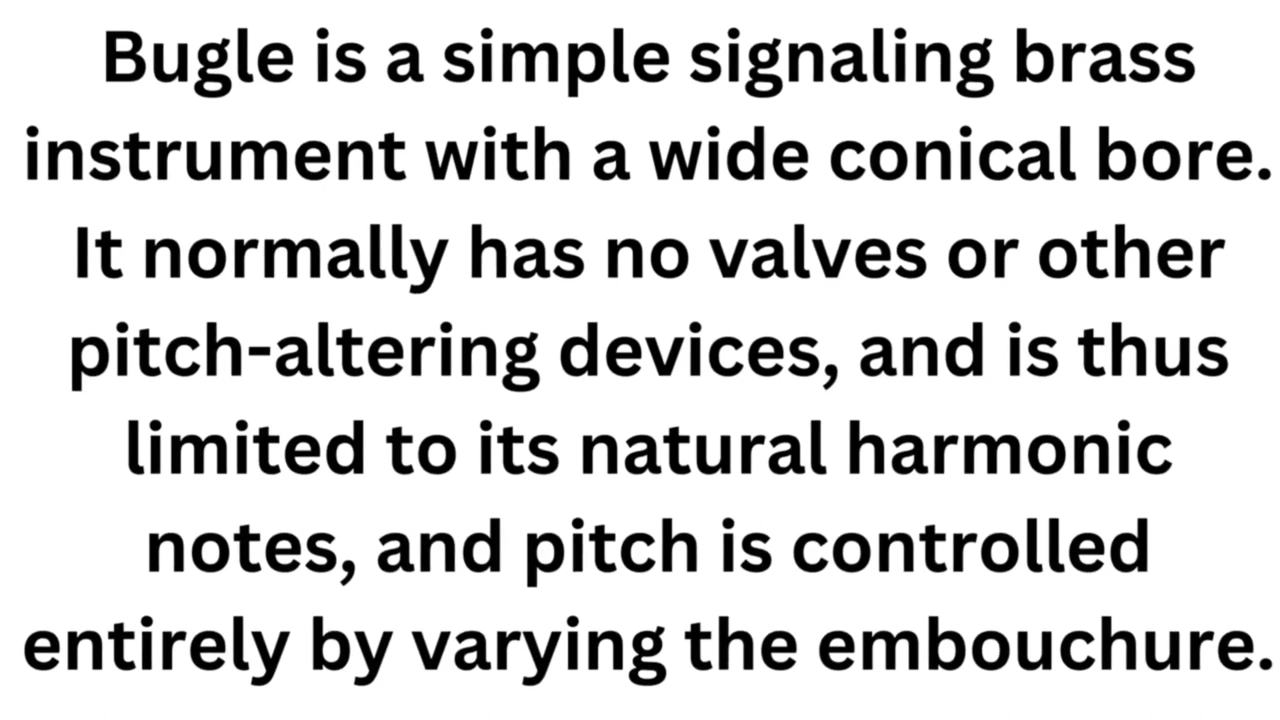 Bugle is a simple signaling brass
instrument with a wide conical bore.
It normally has no valves or other
pitch-altering devices, and is thus
limited to its natural harmonic
notes, and pitch is controlled
entirely by varying the embouchure.